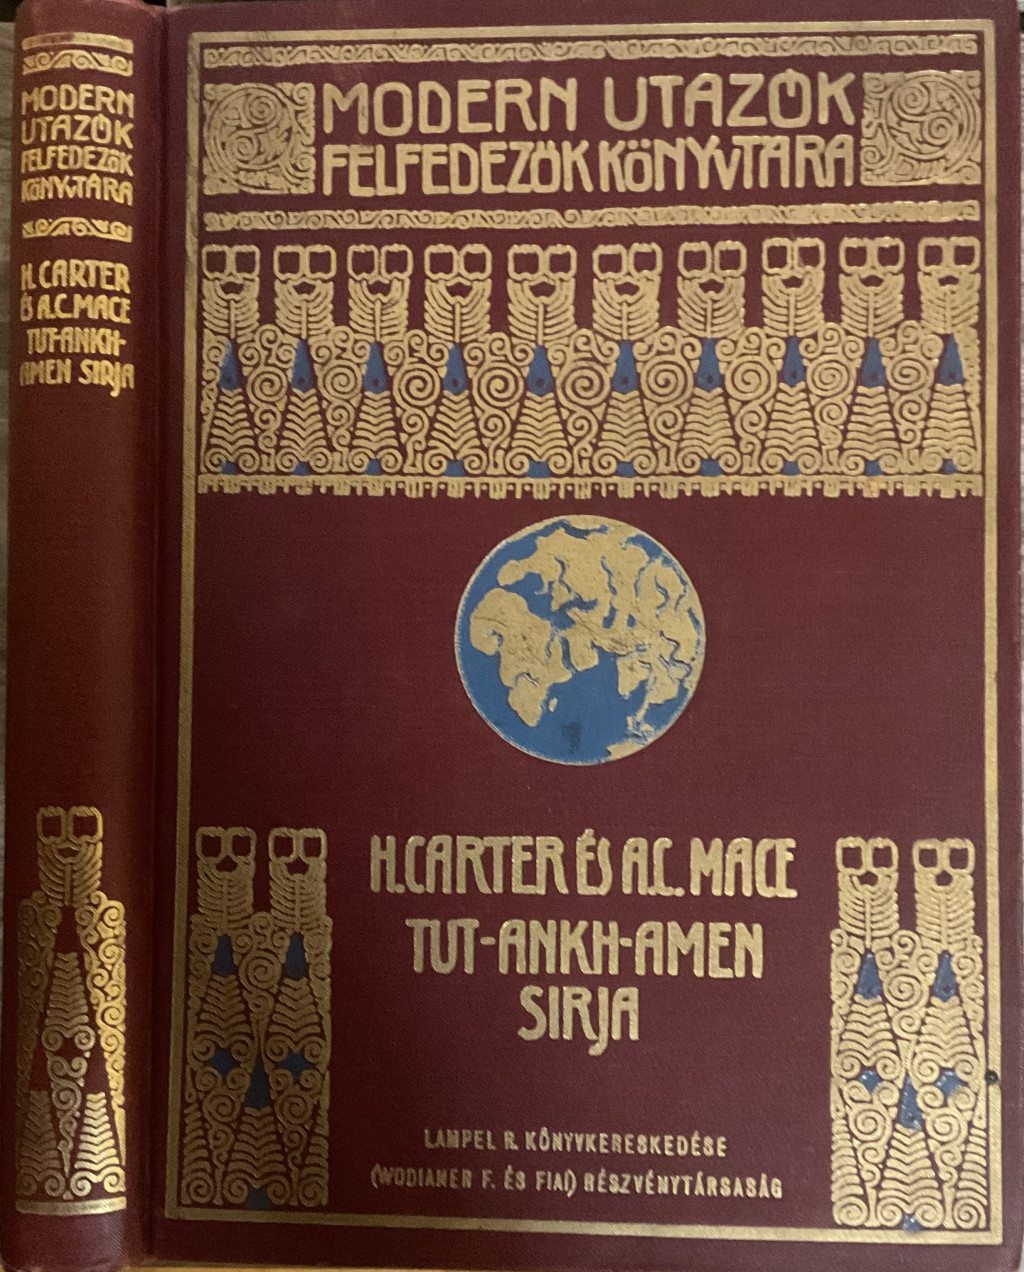 MODERN
UTAZÓK
FELFEDEZŐK
KÖNYVTÁRA
H. CARTER
ÉS A.C. MACE
TUT-ANKH-
AMEN SIRJA
MODERN UTAZÓK
FELFEDEZŐK KÖNYVTÁRA
H. CARTER ÉS A.C. MACE
TUT-ANKH-AMEN
SIRJA
LAMPEL R. KÖNYVKERESKEDÉSE
(WODIANER F. ÉS FIAI) RÉSZVÉNYTÁRSASÁG